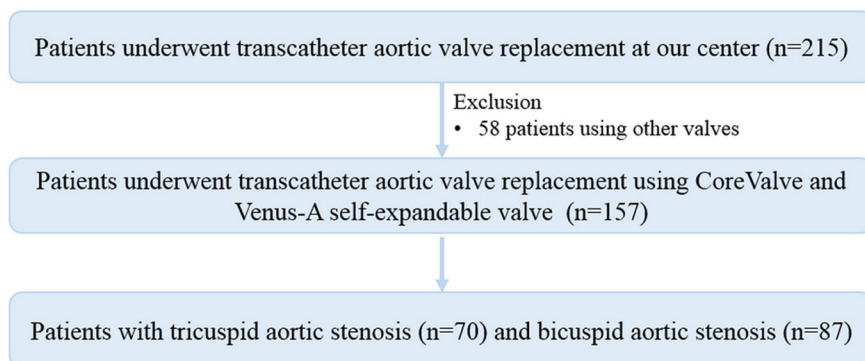 Patients underwent transcatheter aortic valve replacement at our center (n=215)
Exclusion
• 58 patients using other valves
Patients underwent transcatheter aortic valve replacement using CoreValve and
Venus-A self-expandable valve (n=157)
Patients with tricuspid aortic stenosis (n=70) and bicuspid aortic stenosis (n=87)